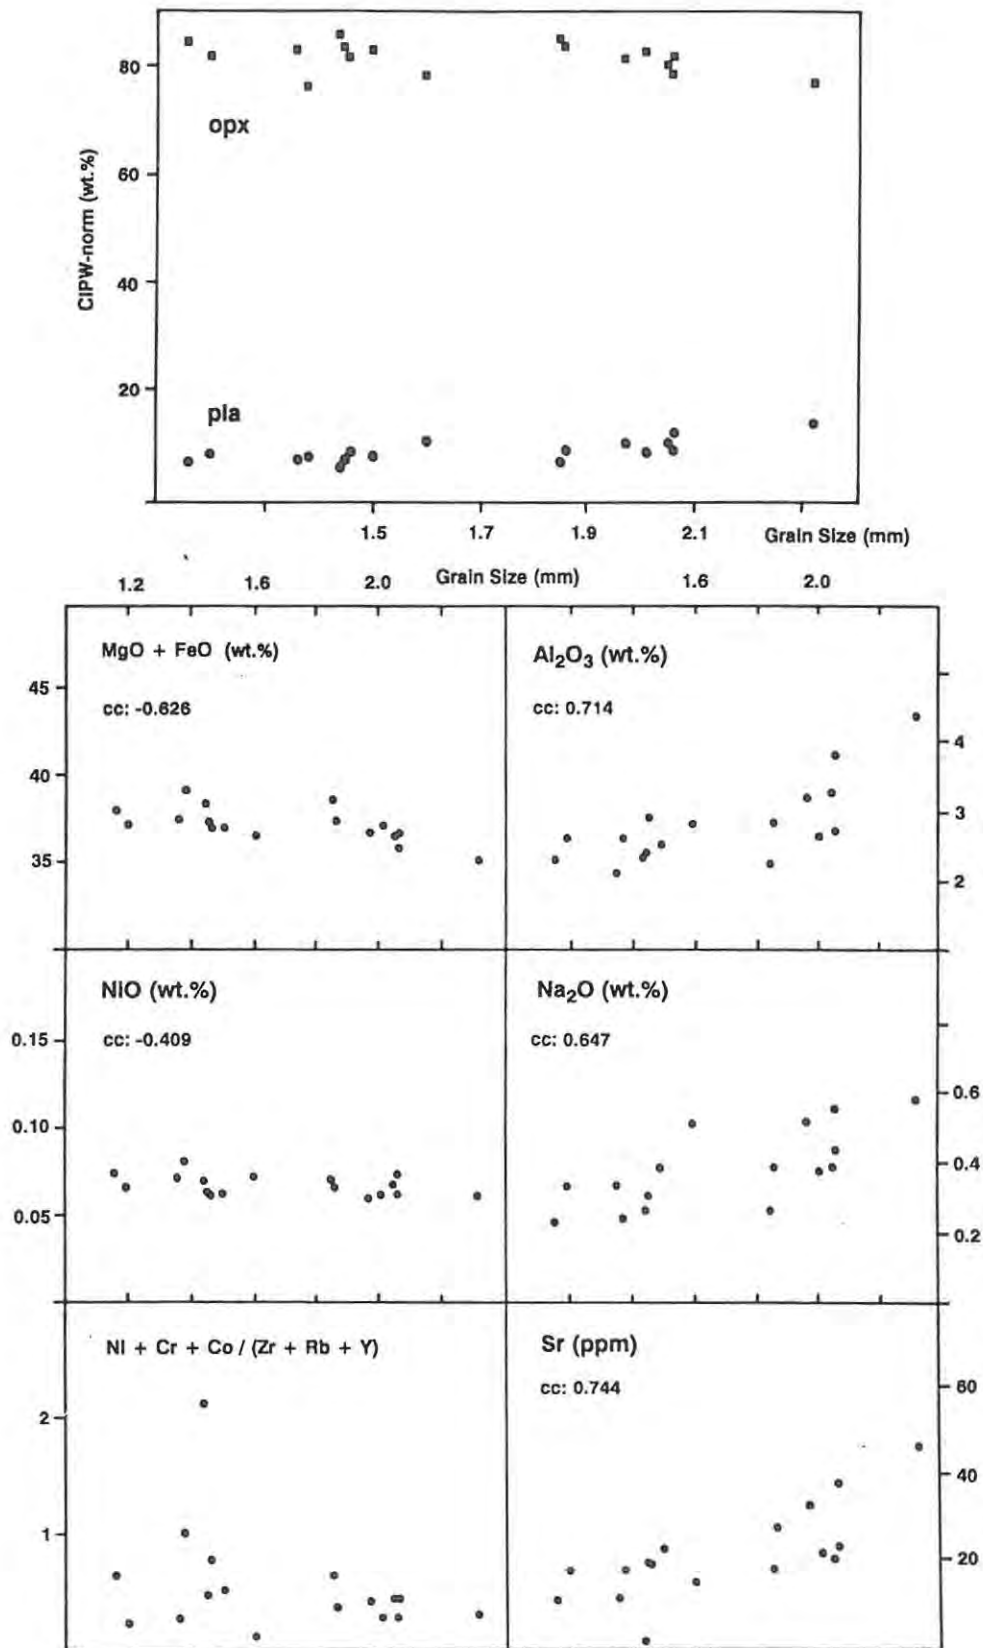 80
opx
60
CIPW-norm (wt.%)
40
20
pla
1.5 1.7 1.9 2.1 Grain Size (mm)
1.2 1.6 2.0 Grain Size (mm) 1.6 2.0
MgO + FeO (wt.%)
cc: -0.626
45
40
35
Al₂O₃ (wt.%)
cc: 0.714
4
3
2
NiO (wt.%)
cc: -0.409
0.15
0.10
0.05
Na₂O (wt.%)
cc: 0.647
0.6
0.4
0.2
Ni + Cr + Co / (Zr + Rb + Y)
2
1
Sr (ppm)
cc: 0.744
60
40
20